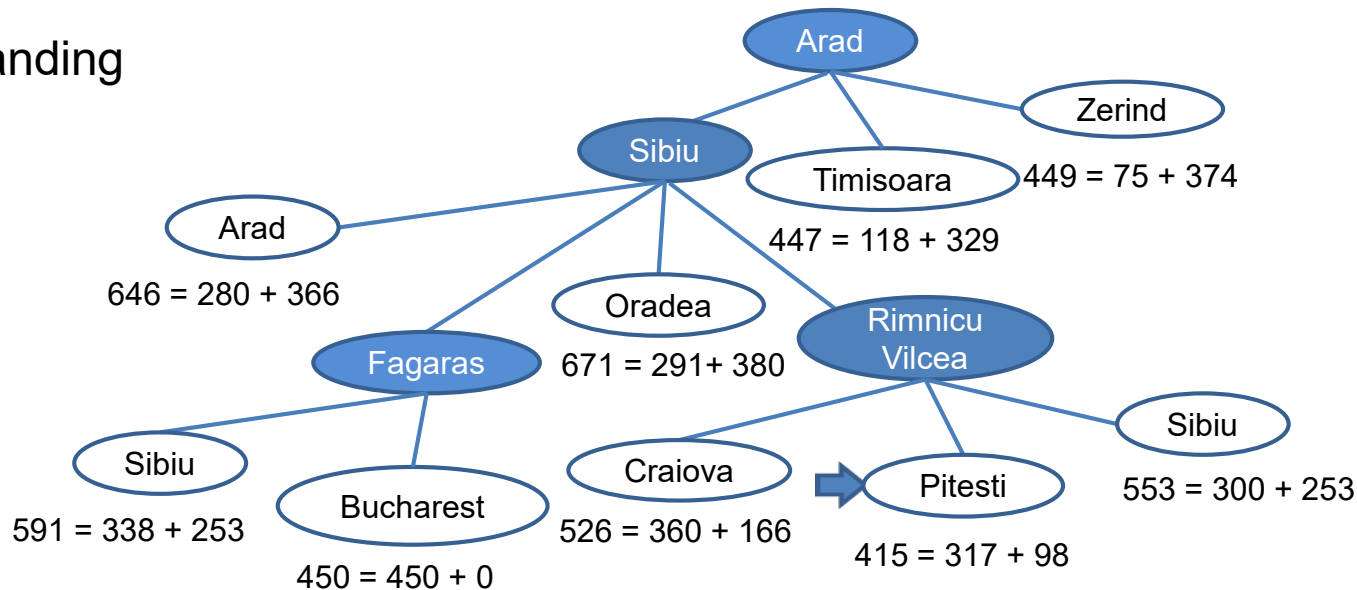 anding
Arad
Zerind
449 = 75 + 374
Sibiu
Timisoara
447 = 118 + 329
Arad
646 = 280 + 366
Oradea
671 = 291+ 380
Rimnicu
Vilcea
Fagaras
Sibiu
591 = 338 + 253
Bucharest
450 = 450 + 0
Craiova
526 = 360 + 166
Pitesti
415 = 317 + 98
Sibiu
553 = 300 + 253